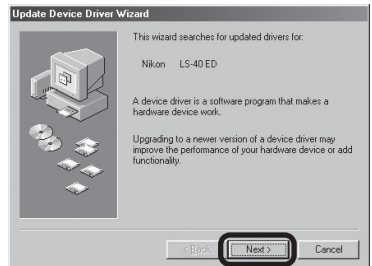 Update Device Driver Wizard
This wizard searches for updated drivers for:
Nikon LS-40 ED
A device driver is a software program that makes a
hardware device work.
Upgrading to a newer version of a device driver may
improve the performance of your hardware device or add
functionality.
< Back Next > Cancel